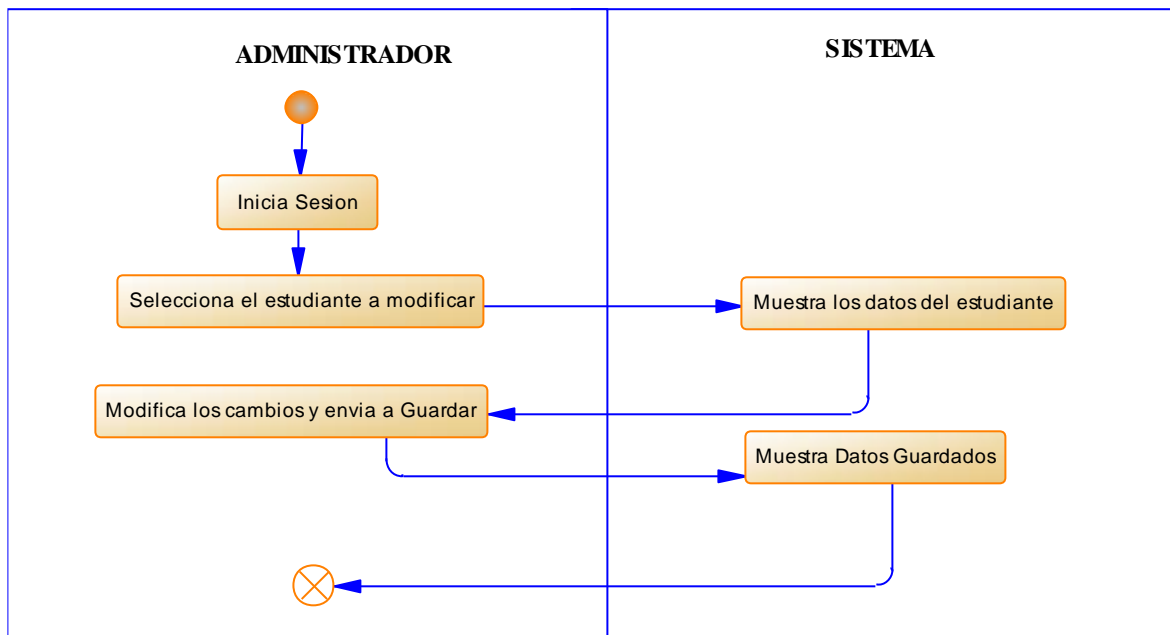 ADMINISTRADOR
SISTEMA
Inicia Sesion
Selecciona el estudiante a modificar
Muestra los datos del estudiante
Modifica los cambios y envia a Guardar
Muestra Datos Guardados